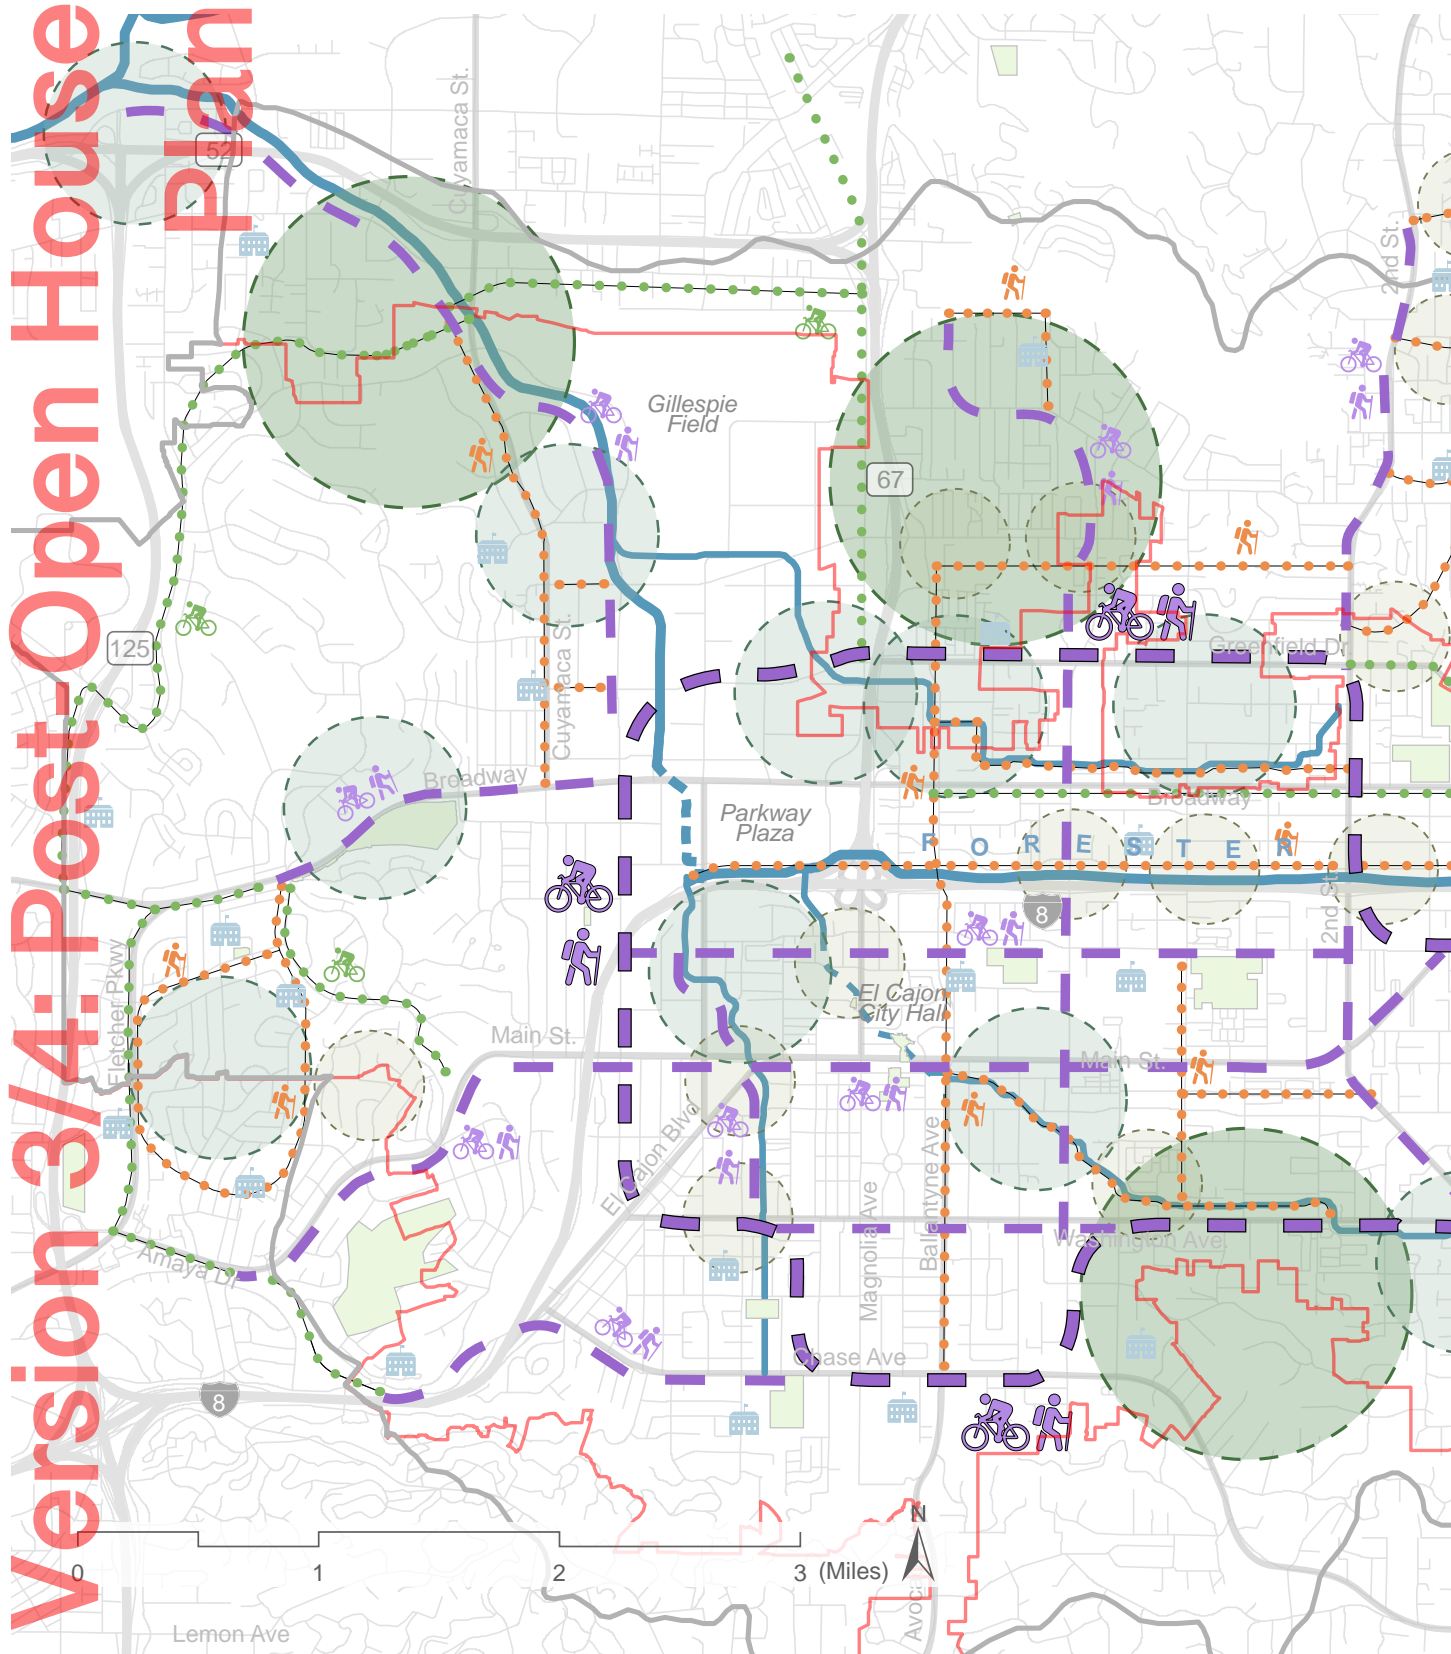 Version 3/4: Post-Open House
Plan
52
Cuyamaca St.
2nd St.
Gillespie
Field
67
125
Cuyamaca St.
Greenfield Dr.
Broadway
Broadway
Parkway
Plaza
FORESTER
8
2nd St.
Fletcher Pkwy
El Cajon
City Hall
Main St.
Main St.
El Cajon Blvd
Magnolia Ave
Ballantyne Ave
Washington Ave.
Amaya Dr
Chase Ave
8
N
0 1 2 3 (Miles)
Lemon Ave